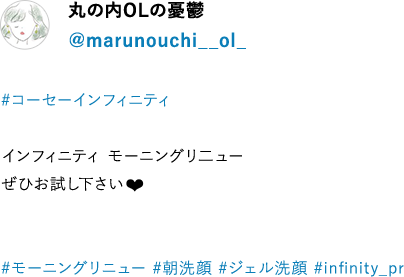 丸の内OLの憂鬱
@marunouchi__ol_
#コーセーインフィニティ
インフィニティ モーニングリニュー
ぜひお試し下さい❤
#モーニングリニュー #朝洗顔 #ジェル洗顔 #infinity_pr